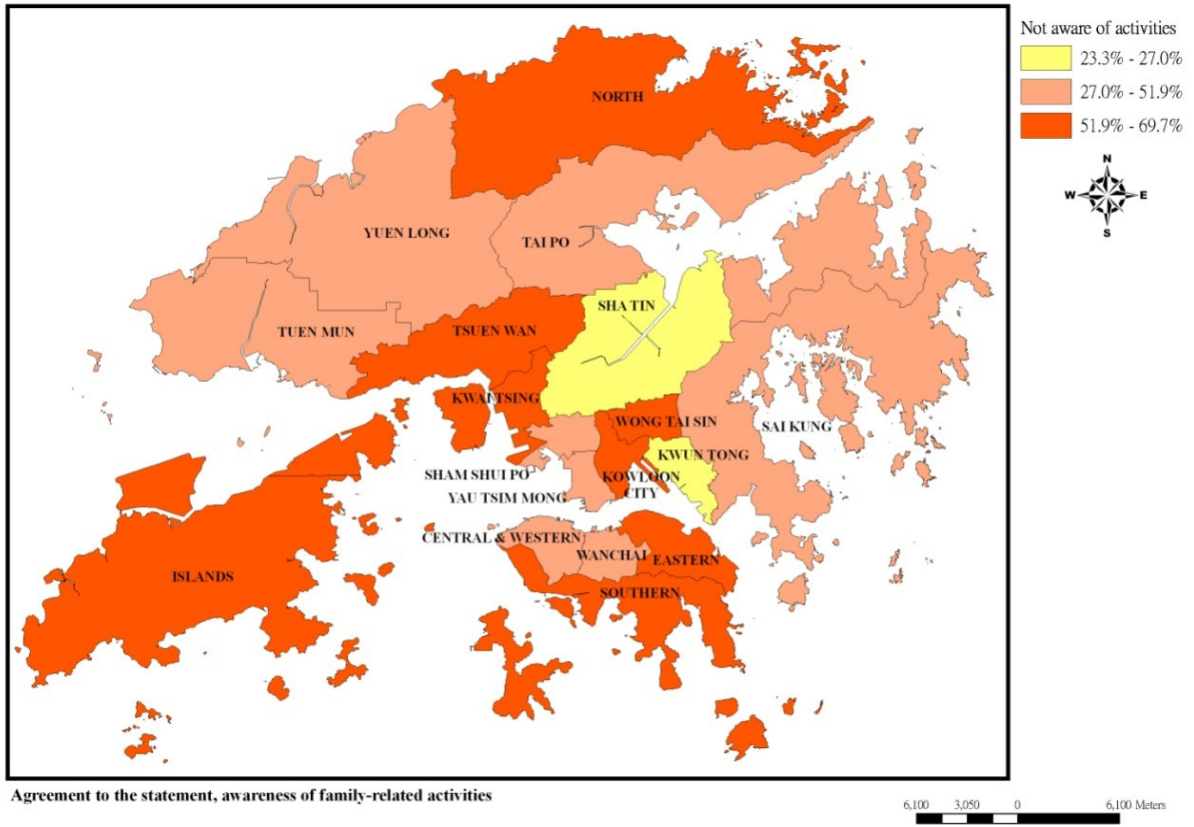 Not aware of activities
23.3% - 27.0%
27.0% - 51.9%
51.9% - 69.7%
N
W E
S
NORTH
YUEN LONG
TAI PO
SHA TIN
TUEN MUN
TSUEN WAN
KWAI TSING
WONG TAI SIN
SAI KUNG
KWUN TONG
SHAM SHUI PO
KOWLOON
CITY
YAU TSIM MONG
CENTRAL & WESTERN
WANCHAI
EASTERN
ISLANDS
SOUTHERN
Agreement to the statement, awareness of family-related activities
6,100 3,050 0 6,100 Meters